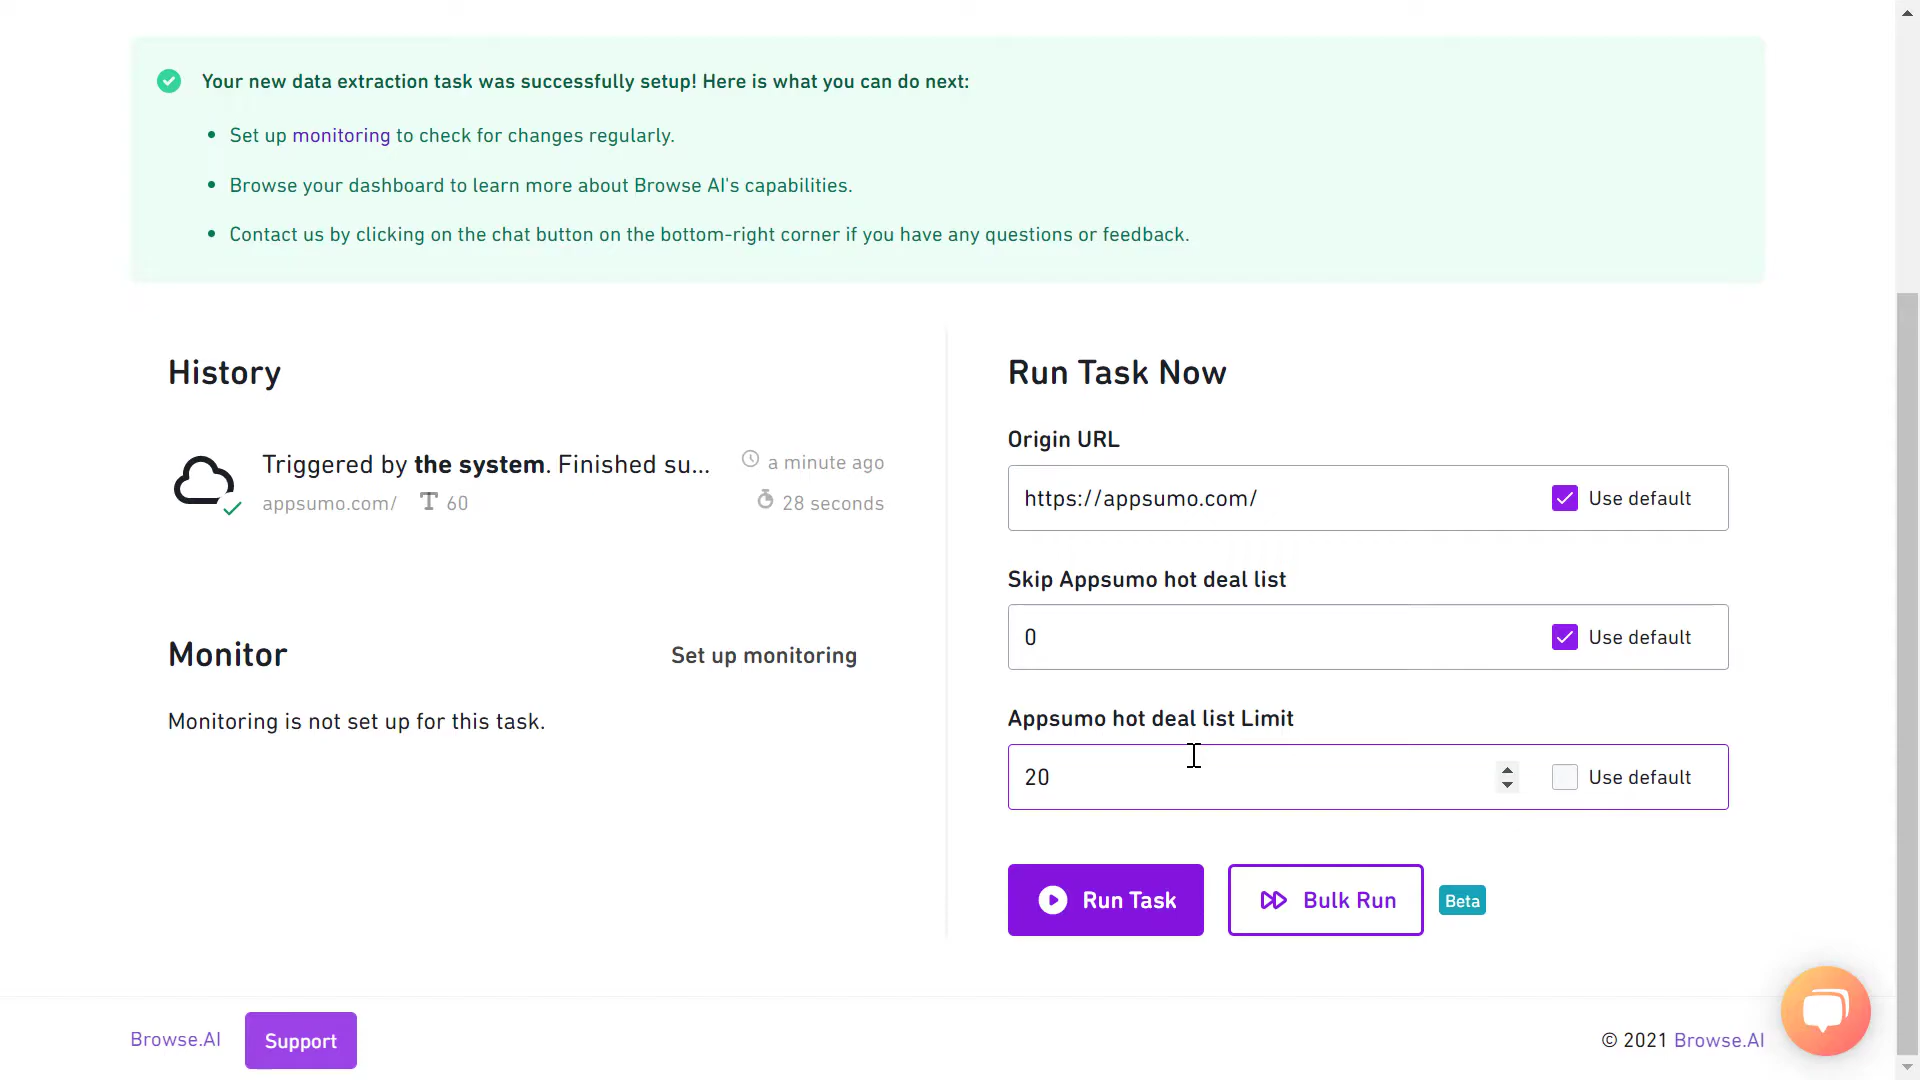 Your new data extraction task was successfully setup! Here is what you can do next:
Set up monitoring to check for changes regularly.
Browse your dashboard to learn more about Browse AI's capabilities.
Contact us by clicking on the chat button on the bottom-right corner if you have any questions or feedback.
History
Triggered by the system. Finished su...
a minute ago
appsumo.com/
60
28 seconds
Monitor
Set up monitoring
Monitoring is not set up for this task.
Run Task Now
Origin URL
https://appsumo.com/
Use default
Skip Appsumo hot deal list
0
Use default
Appsumo hot deal list Limit
20
Use default
Run Task
Bulk Run
Beta
Browse.AI
Support
© 2021 Browse.AI